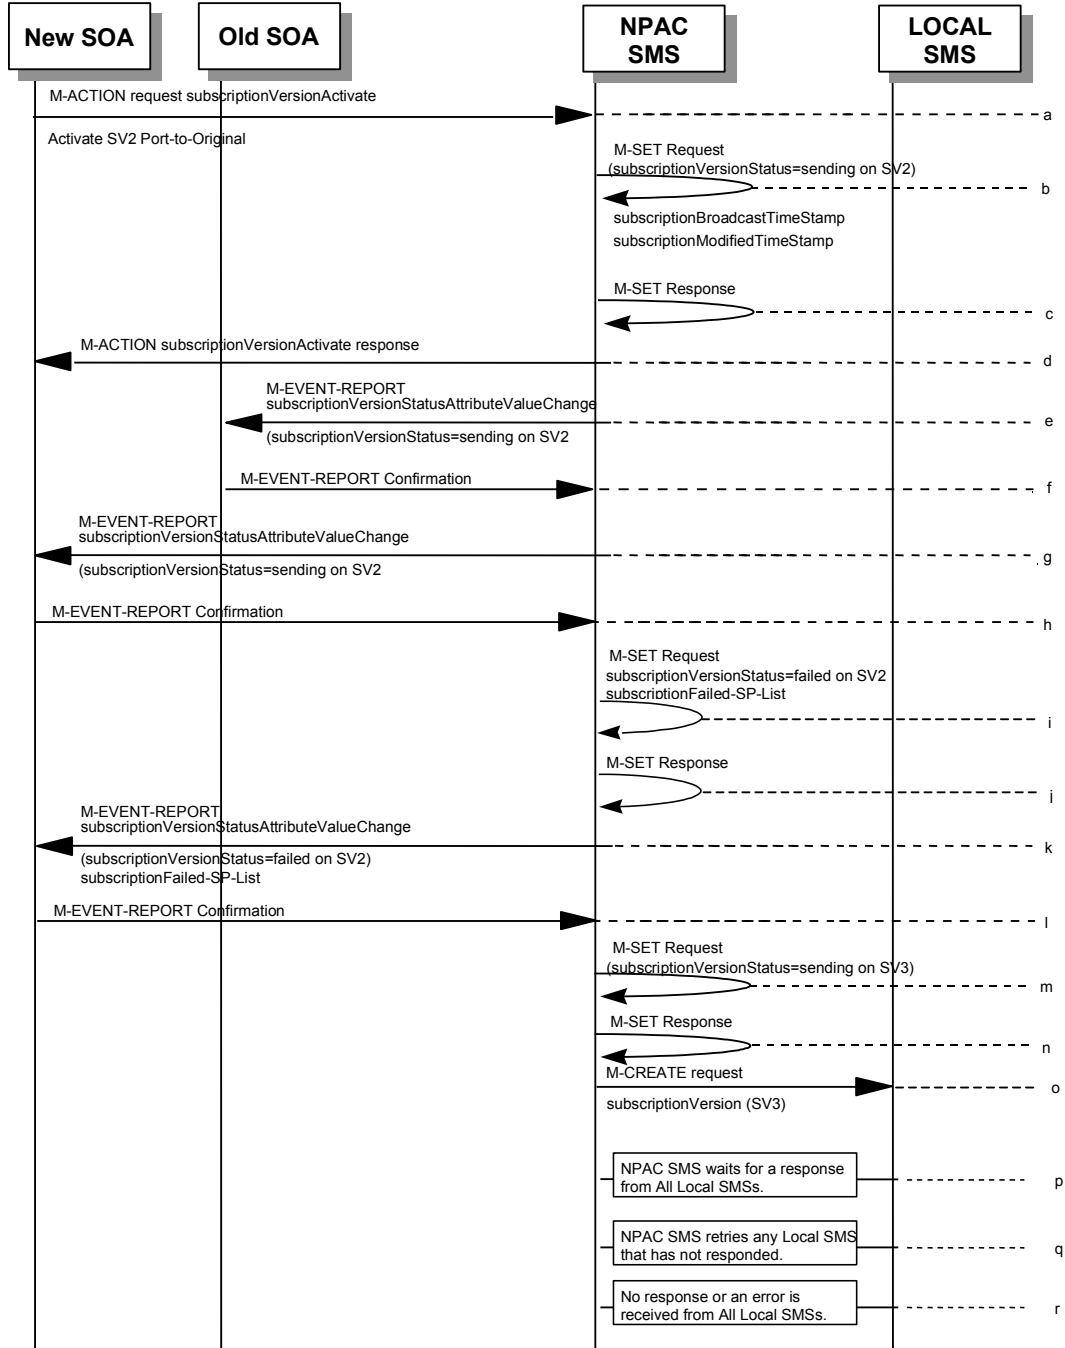 New SOA
Old SOA
NPAC
SMS
LOCAL
SMS
M-ACTION request subscriptionVersionActivate
a
Activate SV2 Port-to-Original
M-SET Request
(subscriptionVersionStatus=sending on SV2)
b
subscriptionBroadcastTimeStamp
subscriptionModifiedTimeStamp
M-SET Response
c
M-ACTION subscriptionVersionActivate response
d
M-EVENT-REPORT
subscriptionVersionStatusAttributeValueChange
e
(subscriptionVersionStatus=sending on SV2
M-EVENT-REPORT Confirmation
f
M-EVENT-REPORT
subscriptionVersionStatusAttributeValueChange
g
(subscriptionVersionStatus=sending on SV2
M-EVENT-REPORT Confirmation
h
M-SET Request
subscriptionVersionStatus=failed on SV2
subscriptionFailed-SP-List
i
M-SET Response
j
M-EVENT-REPORT
subscriptionVersionStatusAttributeValueChange
k
(subscriptionVersionStatus=failed on SV2)
subscriptionFailed-SP-List
M-EVENT-REPORT Confirmation
l
M-SET Request
(subscriptionVersionStatus=sending on SV3)
m
M-SET Response
n
M-CREATE request
o
subscriptionVersion (SV3)
NPAC SMS waits for a response
from All Local SMSs.
p
NPAC SMS retries any Local SMS
that has not responded.
q
No response or an error is
received from All Local SMSs.
r